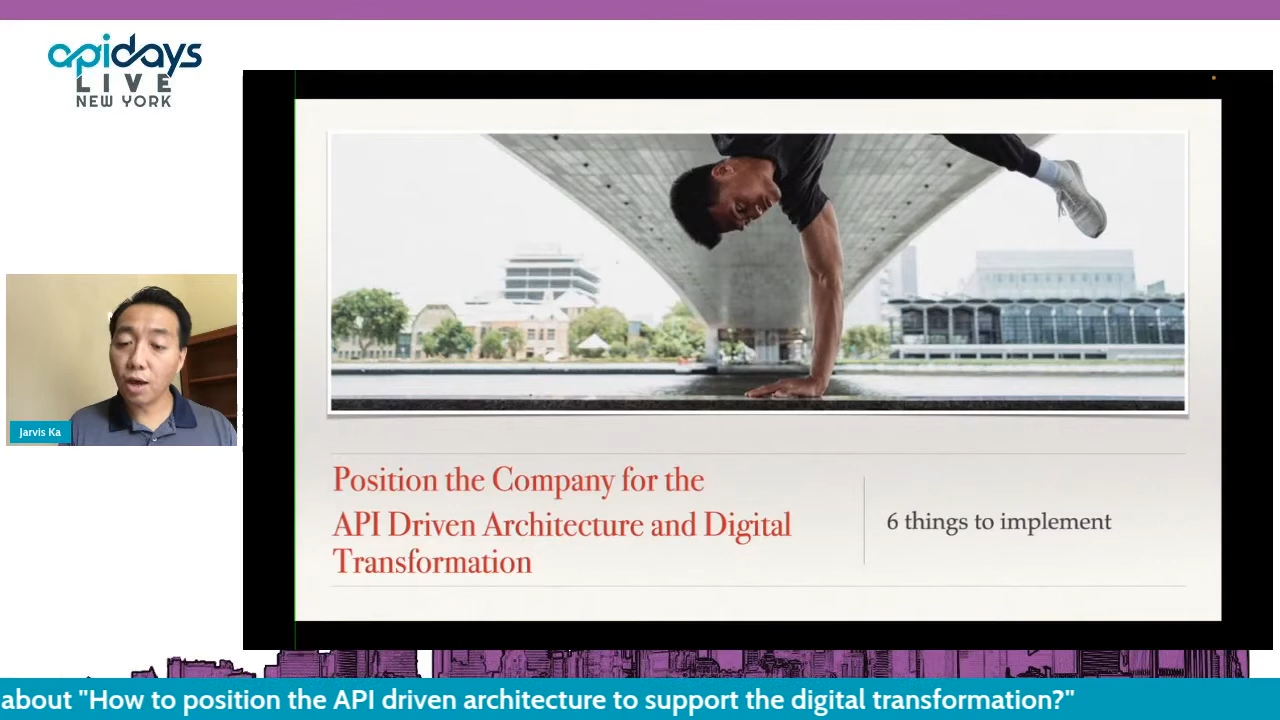 apidays
LIVE
NEW YORK
Jarvis Ka
Position the Company for the
API Driven Architecture and Digital
Transformation
6 things to implement
about "How to position the API driven architecture to support the digital transformation?"